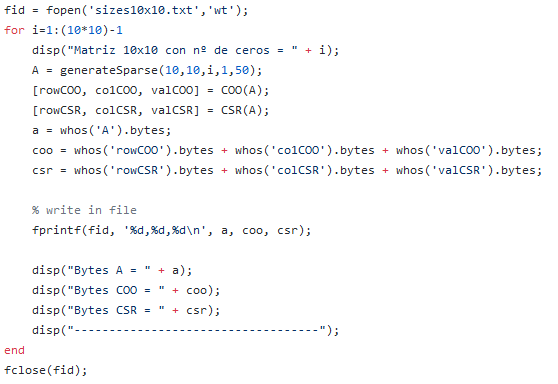 fid = fopen('sizes10x10.txt','wt');
for i=1:(10*10)-1
    disp("Matriz 10x10 con nº de ceros = " + i);
    A = generateSparse(10,10,i,1,50);
    [rowCOO, colCOO, valCOO] = COO(A);
    [rowCSR, colCSR, valCSR] = CSR(A);
    a = whos('A').bytes;
    coo = whos('rowCOO').bytes + whos('colCOO').bytes + whos('valCOO').bytes;
    csr = whos('rowCSR').bytes + whos('colCSR').bytes + whos('valCSR').bytes;

    % write in file
    fprintf(fid, '%d,%d,%d\n', a, coo, csr);

    disp("Bytes A = " + a);
    disp("Bytes COO = " + coo);
    disp("Bytes CSR = " + csr);
    disp("-----------------------------------");
end
fclose(fid);